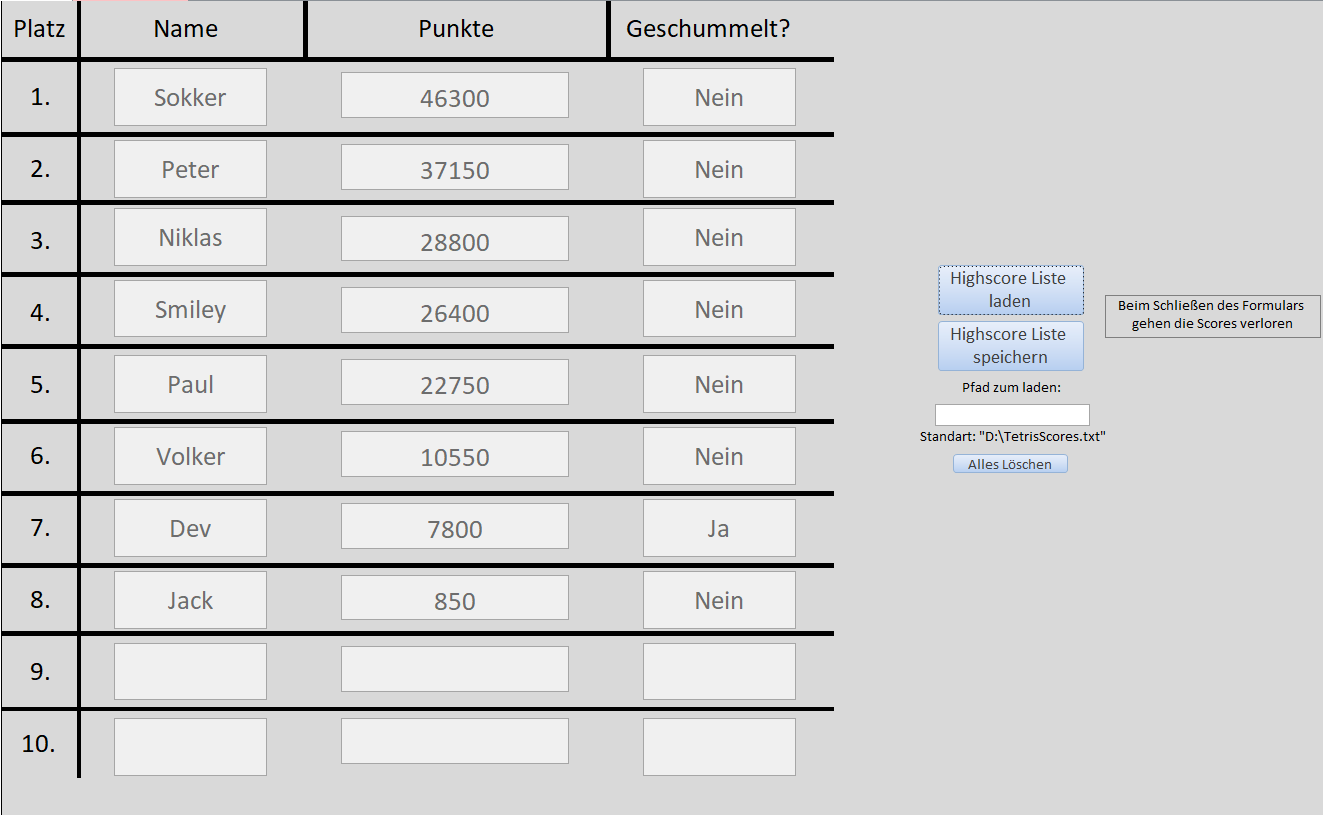 Platz Name Punkte Geschummelt?
1. Sokker 46300 Nein
2. Peter 37150 Nein
3. Niklas 28800 Nein
4. Smiley 26400 Nein
5. Paul 22750 Nein
6. Volker 10550 Nein
7. Dev 7800 Ja
8. Jack 850 Nein
9.
10.
Highscore Liste
laden
Highscore Liste
speichern
Pfad zum laden:
Standart: "D:\TetrisScores.txt"
Alles Löschen
Beim Schließen des Formulars
gehen die Scores verloren